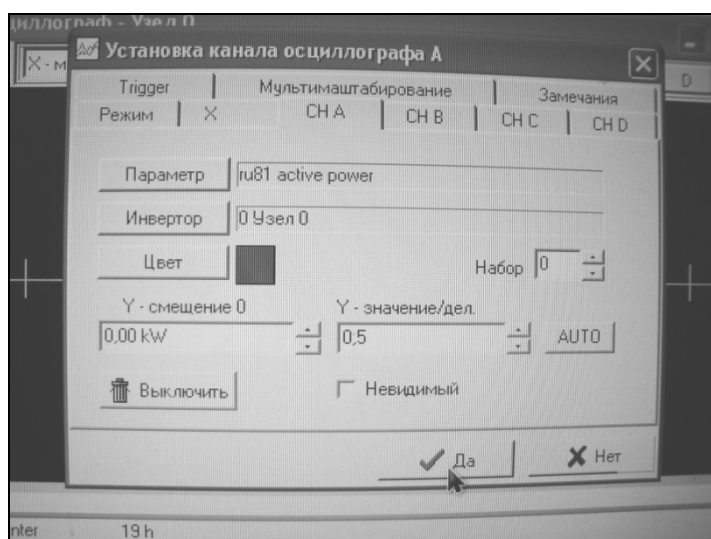 циллограф - Узел 0
Установка канала осциллографа A
X - м
D
Trigger Мультимаштабирование Замечания
Режим X CH A CH B CH C CH D
Параметр ru81 active power
Инвертор 0 Узел 0
Цвет Набор 0
Y - смещение 0 Y - значение/дел.
0,00 kW 0,5 AUTO
Выключить Невидимый
Да Нет
nter 19 h